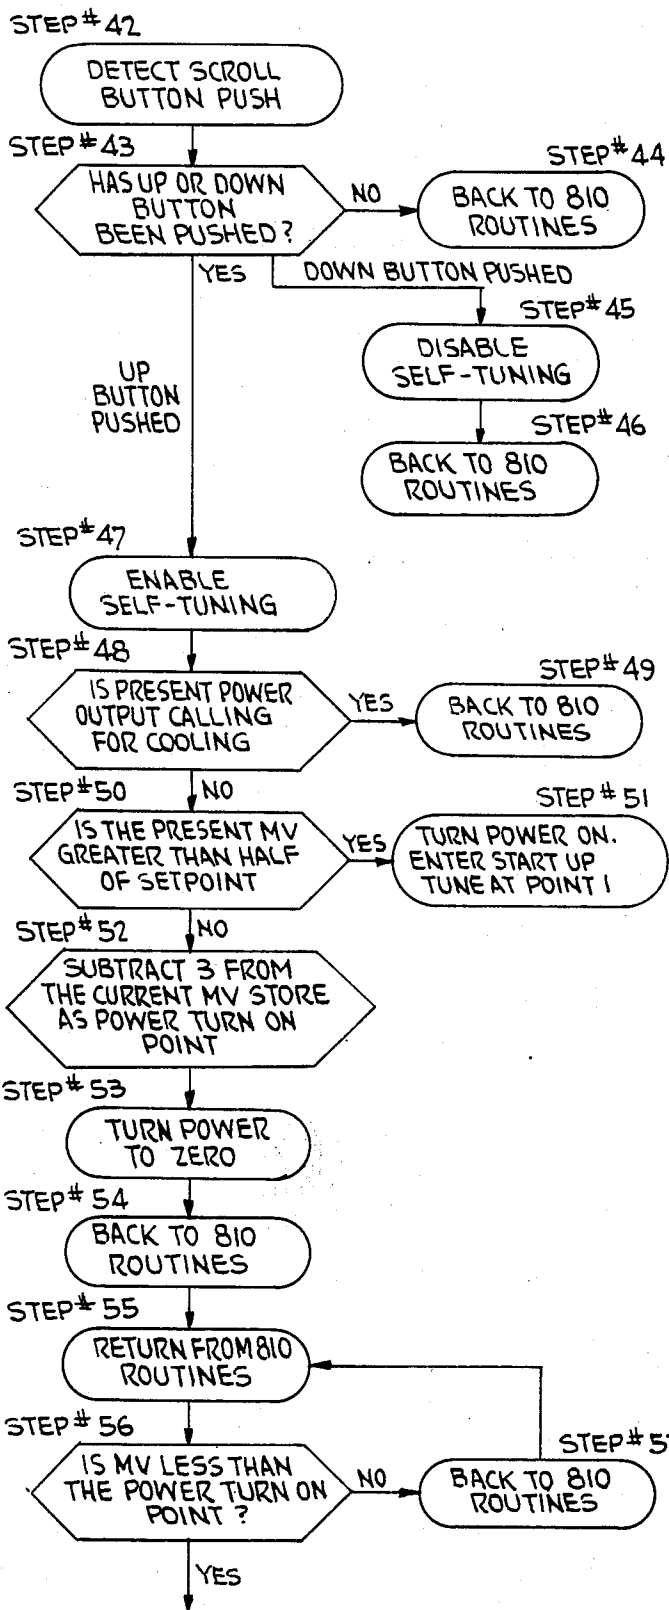 STEP# 42
DETECT SCROLL
BUTTON PUSH
STEP# 43
HAS UP OR DOWN
BUTTON
BEEN PUSHED?
NO
STEP# 44
BACK TO 810
ROUTINES
YES
DOWN BUTTON PUSHED
STEP# 45
DISABLE
SELF-TUNING
STEP# 46
BACK TO 810
ROUTINES
UP
BUTTON
PUSHED
STEP# 47
ENABLE
SELF-TUNING
STEP# 48
IS PRESENT POWER
OUTPUT CALLING
FOR COOLING
YES
STEP# 49
BACK TO 810
ROUTINES
NO
STEP# 50
IS THE PRESENT MV
GREATER THAN HALF
OF SETPOINT
YES
STEP# 51
TURN POWER ON.
ENTER START UP
TUNE AT POINT 1
NO
STEP# 52
SUBTRACT 3 FROM
THE CURRENT MV STORE
AS POWER TURN ON
POINT
STEP# 53
TURN POWER
TO ZERO
STEP# 54
BACK TO 810
ROUTINES
STEP# 55
RETURN FROM 810
ROUTINES
STEP# 56
IS MV LESS THAN
THE POWER TURN ON
POINT ?
NO
STEP# 5
BACK TO 810
ROUTINES
YES